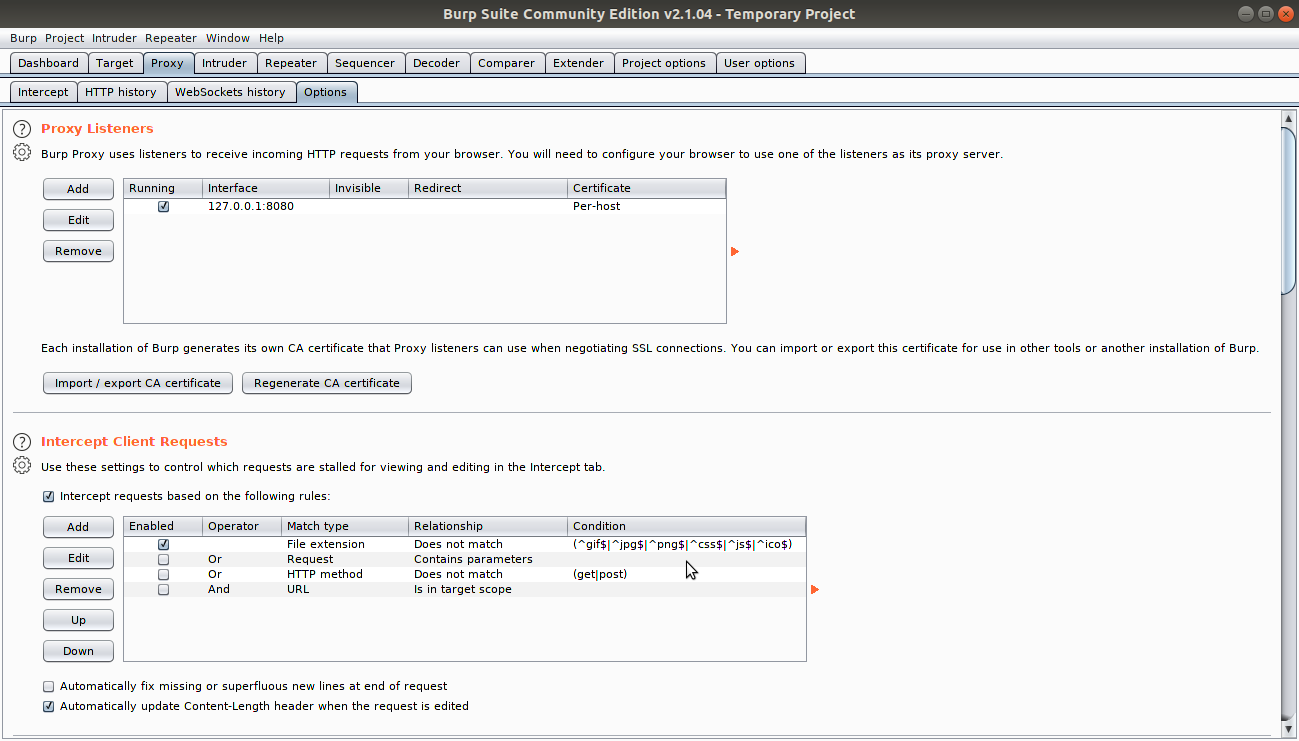 Burp Suite Community Edition v2.1.04 - Temporary Project
Burp Project Intruder Repeater Window Help
Dashboard Target Proxy Intruder Repeater Sequencer Decoder Comparer Extender Project options User options
Intercept HTTP history WebSockets history Options
? Proxy Listeners
Burp Proxy uses listeners to receive incoming HTTP requests from your browser. You will need to configure your browser to use one of the listeners as its proxy server.
Add Running Interface Invisible Redirect Certificate
127.0.0.1:8080 Per-host
Edit
Remove
Each installation of Burp generates its own CA certificate that Proxy listeners can use when negotiating SSL connections. You can import or export this certificate for use in other tools or another installation of Burp.
Import / export CA certificate Regenerate CA certificate
? Intercept Client Requests
Use these settings to control which requests are stalled for viewing and editing in the Intercept tab.
Intercept requests based on the following rules:
Add Enabled Operator Match type Relationship Condition
File extension Does not match (^gif$|^jpg$|^png$|^css$|^js$|^ico$)
Edit Or Request Contains parameters
Or HTTP method Does not match (get|post)
Remove And URL Is in target scope
Up
Down
Automatically fix missing or superfluous new lines at end of request
Automatically update Content-Length header when the request is edited